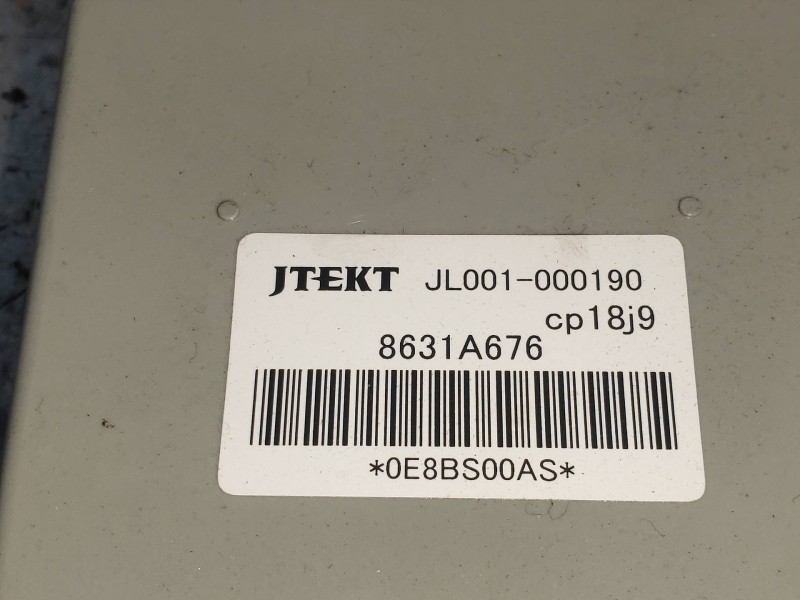 JTEKT JL001-000190
cp18j9
8631A676
*0E8BS00AS*